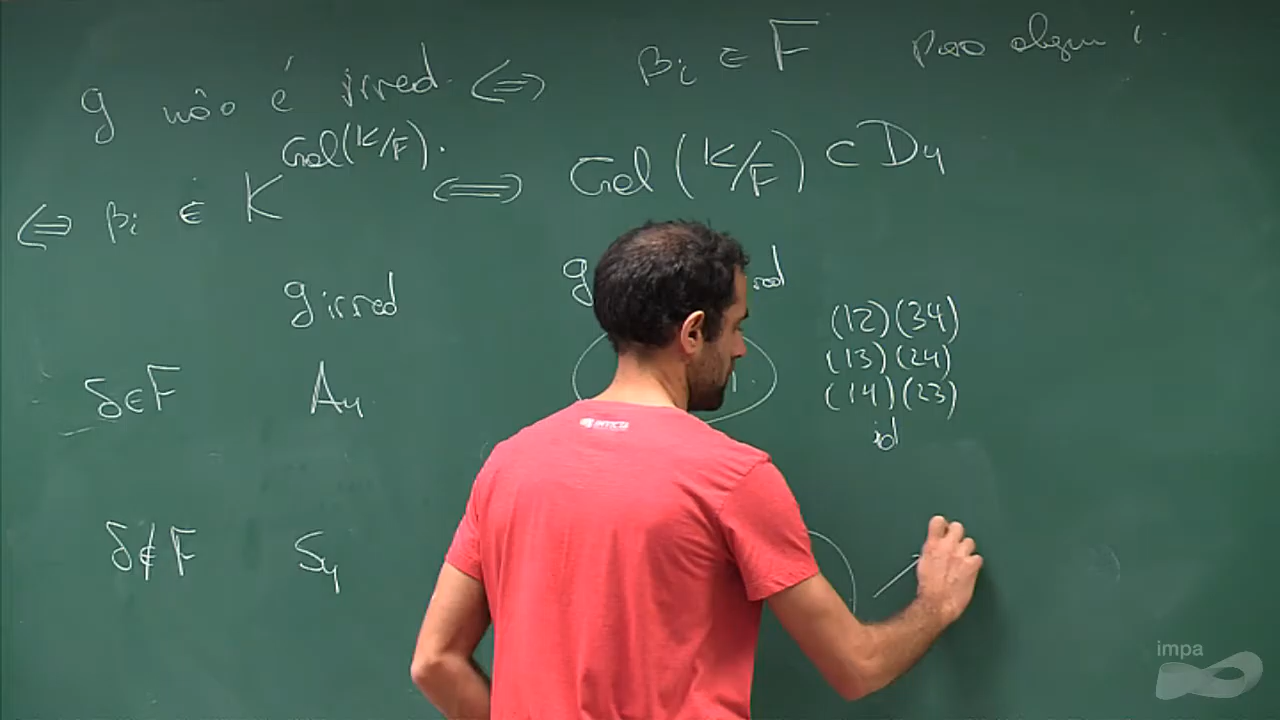 g não é irred. ⟺ βi ∈ F para algum i.
⟺ βi ∈ K^Gal(K/F). ⟺ Gal(K/F) ⊂ D4
g irred g
δ∈F A4
δ∉F S4
(12)(34)
(13)(24)
(14)(23)
id
INVICTA
impa